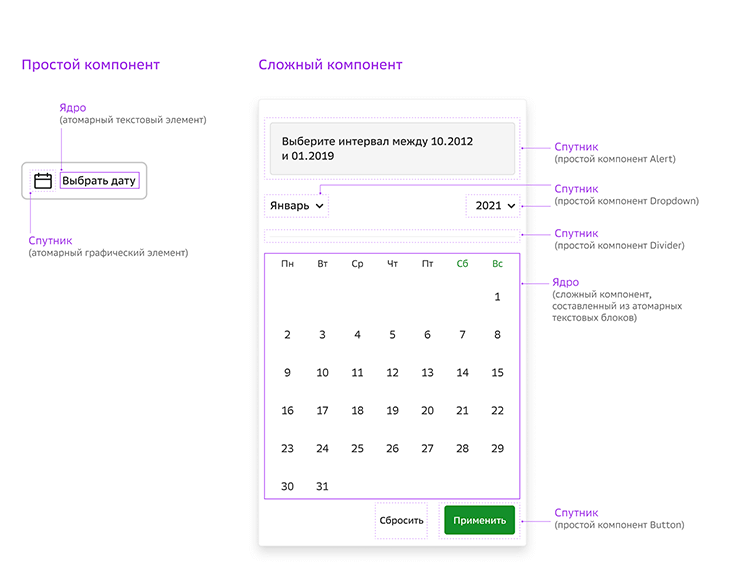 Простой компонент
Ядро
(атомарный текстовый элемент)
Выбрать дату
Спутник
(атомарный графический элемент)
Сложный компонент
Выберите интервал между 10.2012
и 01.2019
Спутник
(простой компонент Alert)
Январь
2021
Спутник
(простой компонент Dropdown)
Спутник
(простой компонент Divider)
Пн Вт Ср Чт Пт Сб Вс
1
2 3 4 5 6 7 8
9 10 11 12 13 14 15
16 17 18 19 20 21 22
23 24 25 26 27 28 29
30 31
Ядро
(сложный компонент,
составленный из атомарных
текстовых блоков)
Сбросить
Применить
Спутник
(простой компонент Button)